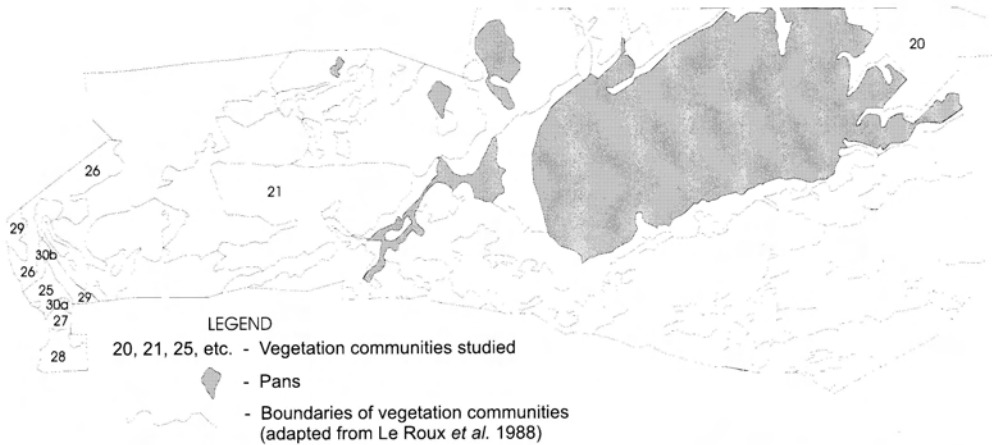 20
26
21
29
30b
26
25
29
30a
27
28
LEGEND
20, 21, 25, etc. - Vegetation communities studied
- Pans
- Boundaries of vegetation communities
(adapted from Le Roux et al. 1988)